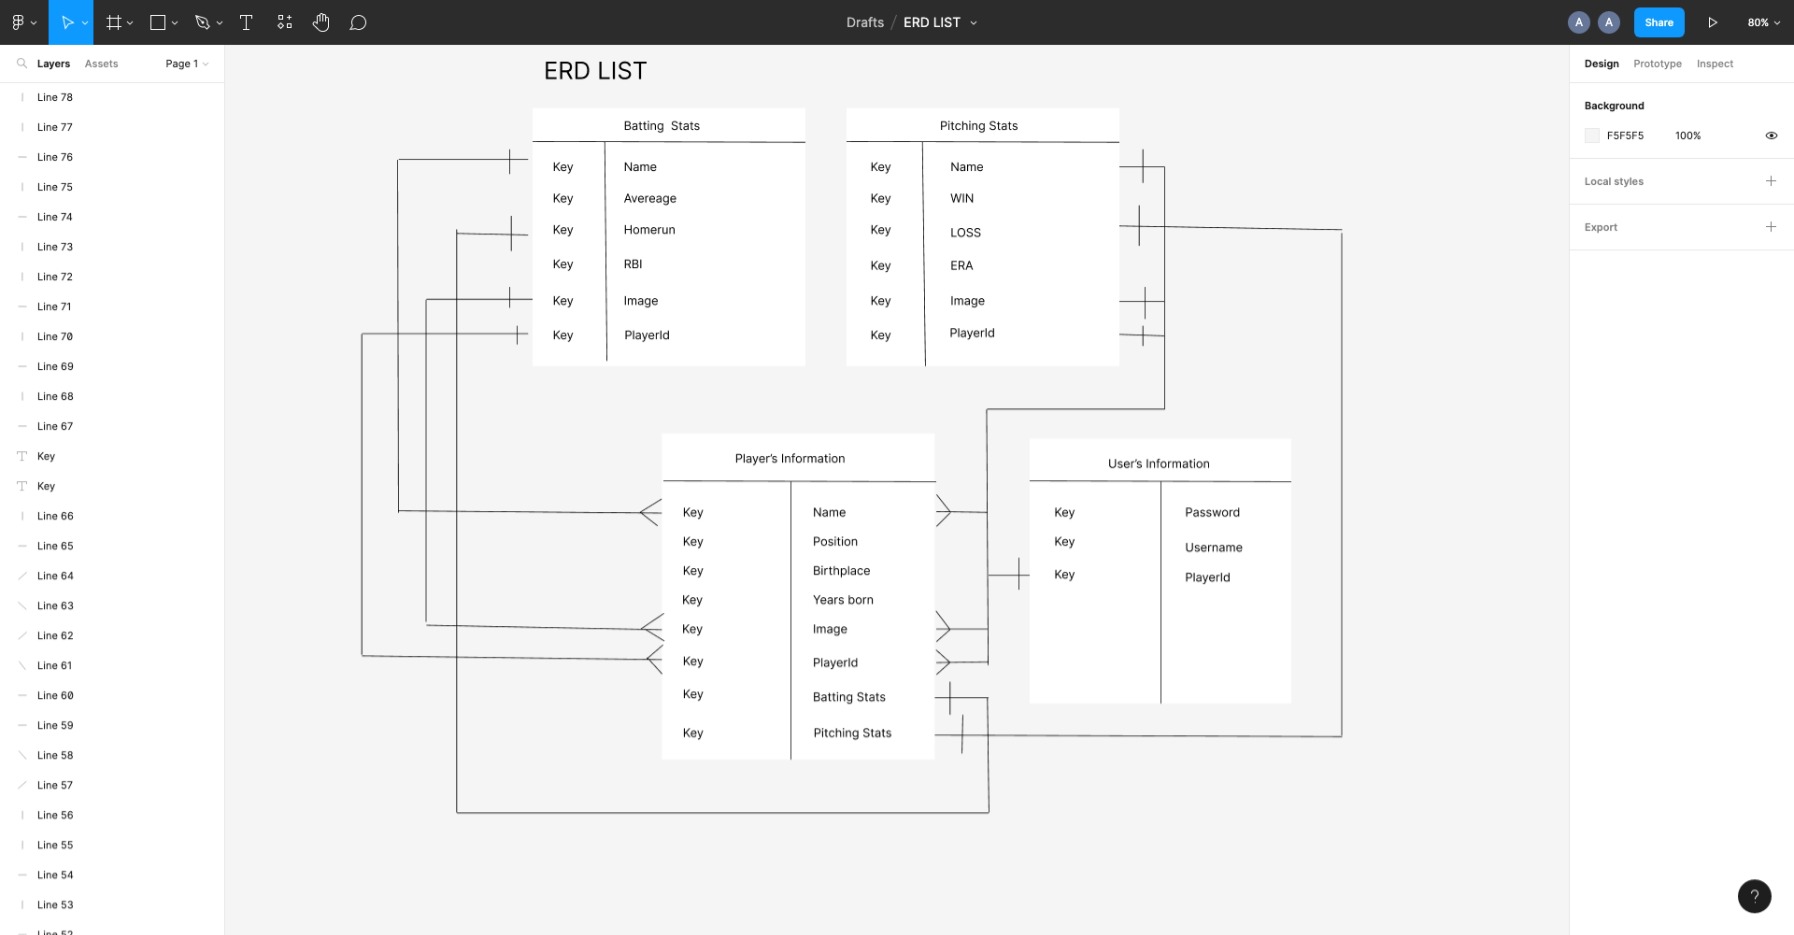 Drafts / ERD LIST
A
A
Share
80%
Layers
Assets
Page 1
Line 78
Line 77
Line 76
Line 75
Line 74
Line 73
Line 72
Line 71
Line 70
Line 69
Line 68
Line 67
Key
Key
Line 66
Line 65
Line 64
Line 63
Line 62
Line 61
Line 60
Line 59
Line 58
Line 57
Line 56
Line 55
Line 54
Line 53
Line 52
ERD LIST
Batting Stats
Key Name
Key Avereage
Key Homerun
Key RBI
Key Image
Key PlayerId
Pitching Stats
Key Name
Key WIN
Key LOSS
Key ERA
Key Image
Key PlayerId
Player's Information
Key Name
Key Position
Key Birthplace
Key Years born
Key Image
Key PlayerId
Key Batting Stats
Key Pitching Stats
User's Information
Key Password
Key Username
Key PlayerId
Design
Prototype
Inspect
Background
F5F5F5 100%
Local styles
Export
?